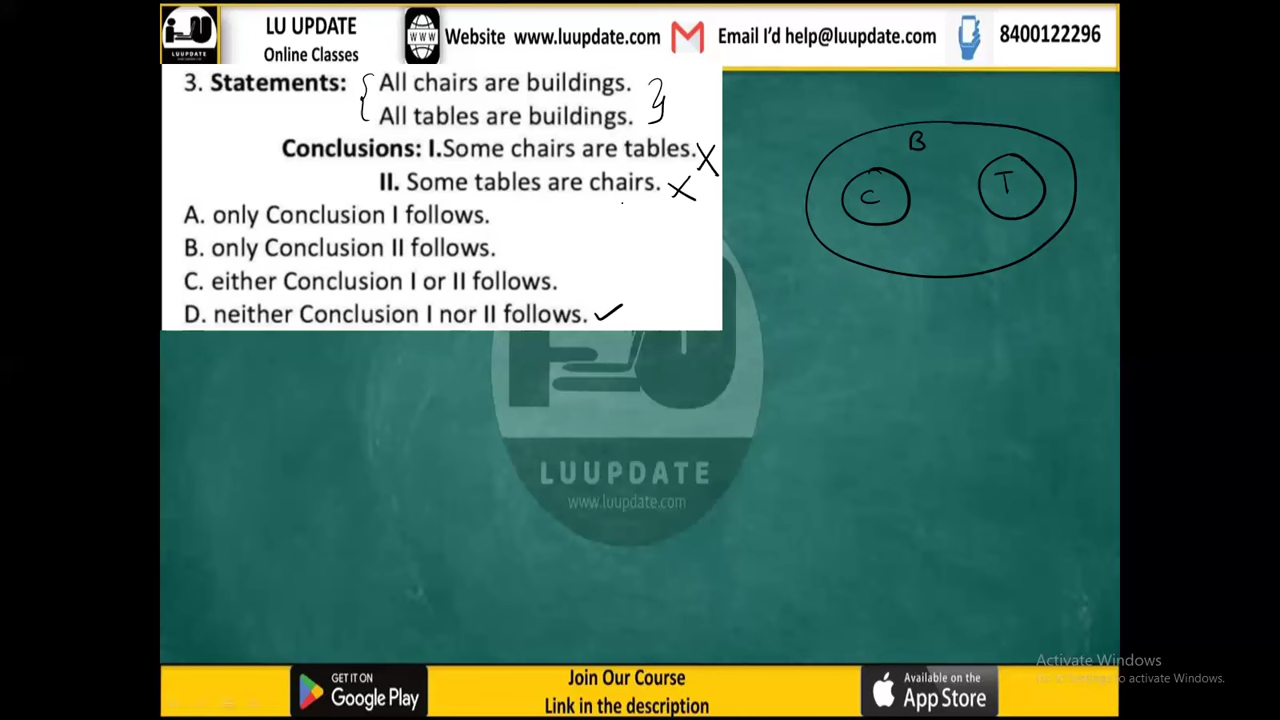 LU UPDATE
Online Classes
WWW
Website www.luupdate.com
Email I'd help@luupdate.com
8400122296
LUUPDATE
3. Statements: All chairs are buildings.
All tables are buildings.
Conclusions: I.Some chairs are tables. X
II. Some tables are chairs. X
A. only Conclusion I follows.
B. only Conclusion II follows.
C. either Conclusion I or II follows.
D. neither Conclusion I nor II follows. ✓
B
C
T
LUUPDATE
www.luupdate.com
Activate Windows
GET IT ON
Google Play
Join Our Course
Link in the description
Available on the
App Store